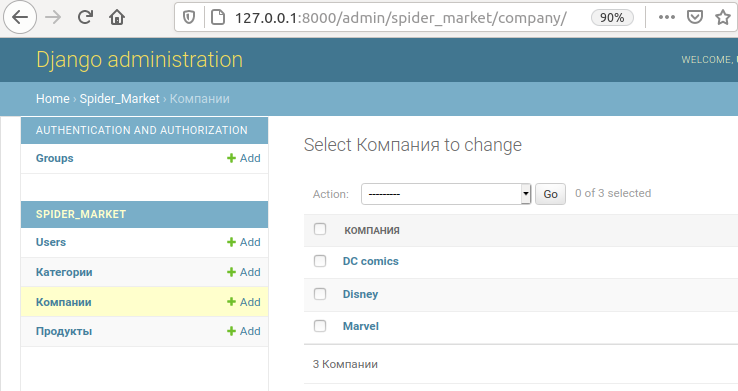 127.0.0.1:8000/admin/spider_market/company/ 90%
Django administration
WELCOME,
Home › Spider_Market › Компании
AUTHENTICATION AND AUTHORIZATION
Groups + Add
SPIDER_MARKET
Users + Add
Категории + Add
Компании + Add
Продукты + Add
Select Компания to change
Action: --------- Go 0 of 3 selected
КОМПАНИЯ
DC comics
Disney
Marvel
3 Компании